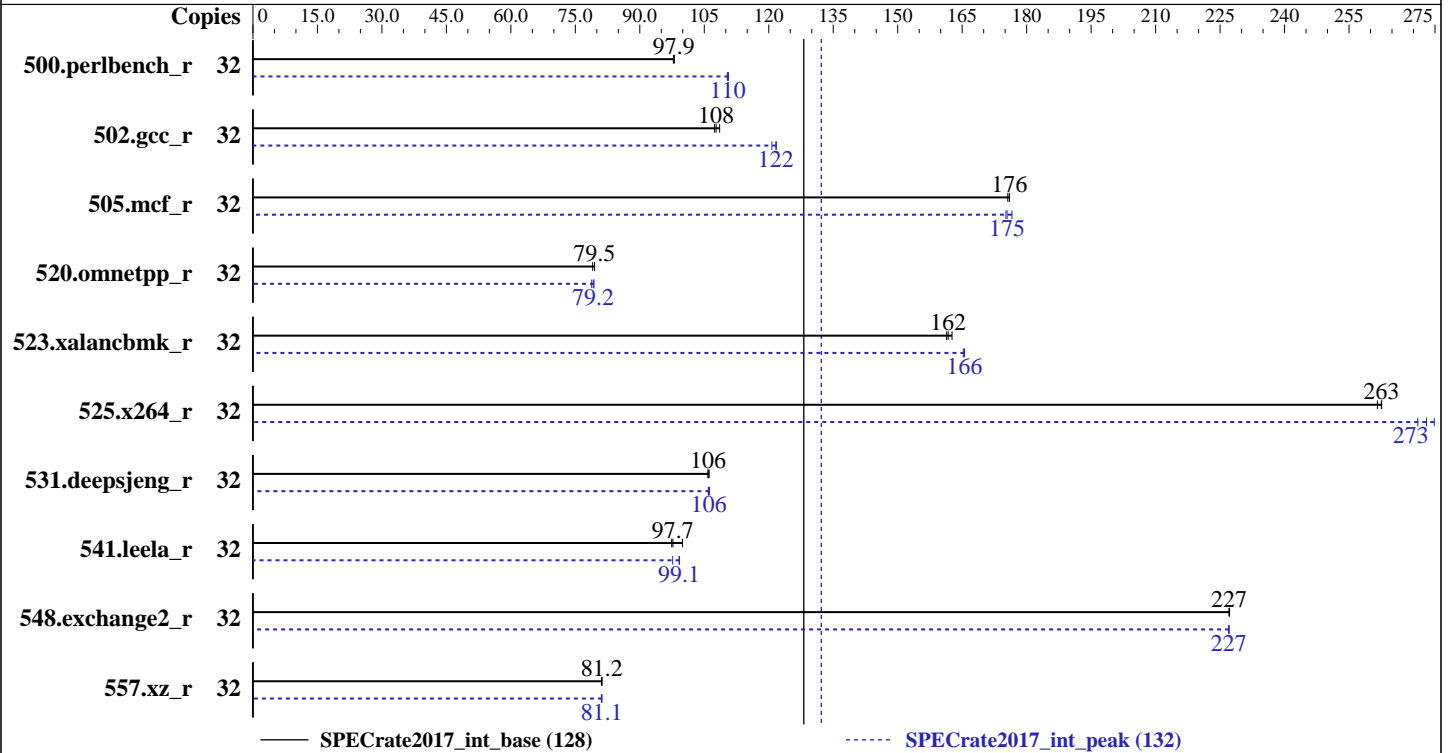 Copies 0 15.0 30.0 45.0 60.0 75.0 90.0 105 120 135 150 165 180 195 210 225 240 255 275
97.9
500.perlbench_r 32
110
108
502.gcc_r 32
122
176
505.mcf_r 32
175
79.5
520.omnetpp_r 32
79.2
162
523.xalancbmk_r 32
166
263
525.x264_r 32
273
106
531.deepsjeng_r 32
106
97.7
541.leela_r 32
99.1
227
548.exchange2_r 32
227
81.2
557.xz_r 32
81.1
SPECrate2017_int_base (128) SPECrate2017_int_peak (132)